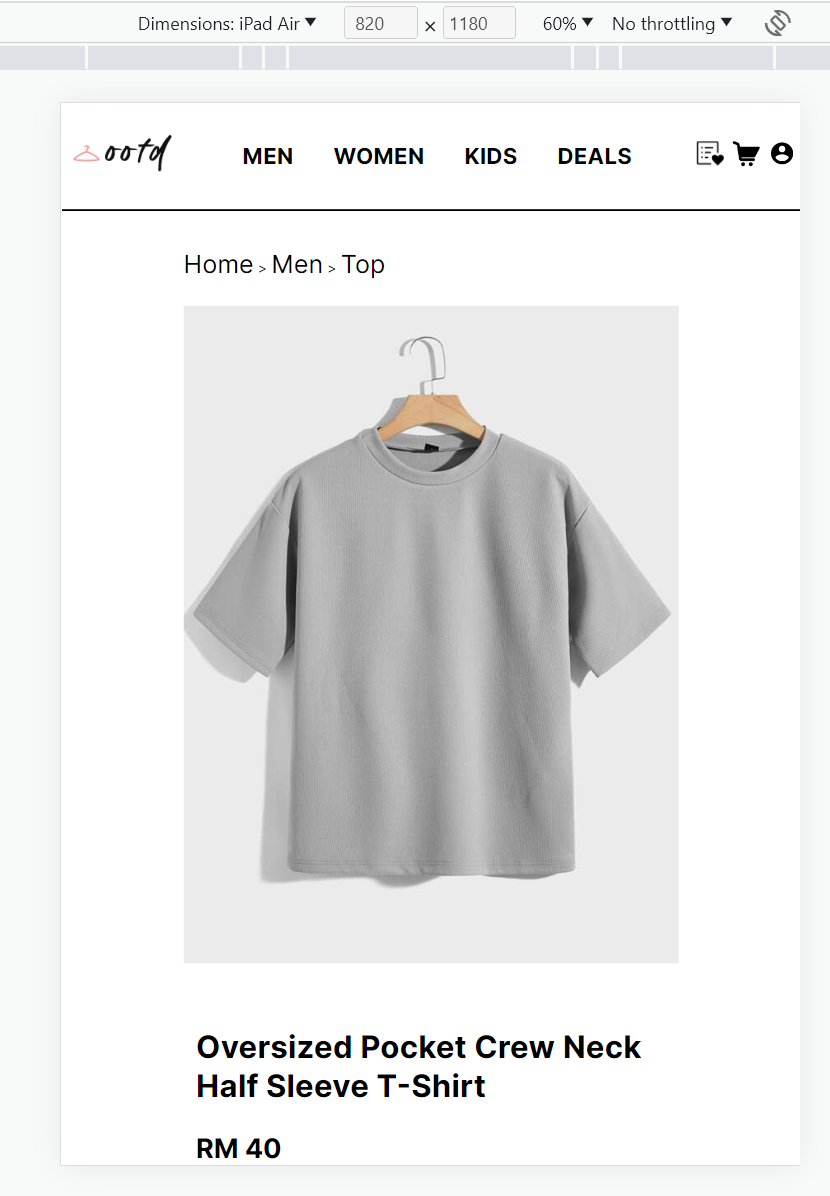 Dimensions: iPad Air 820 × 1180 60% No throttling
ootd MEN WOMEN KIDS DEALS
Home > Men > Top
Oversized Pocket Crew Neck
Half Sleeve T-Shirt
RM 40